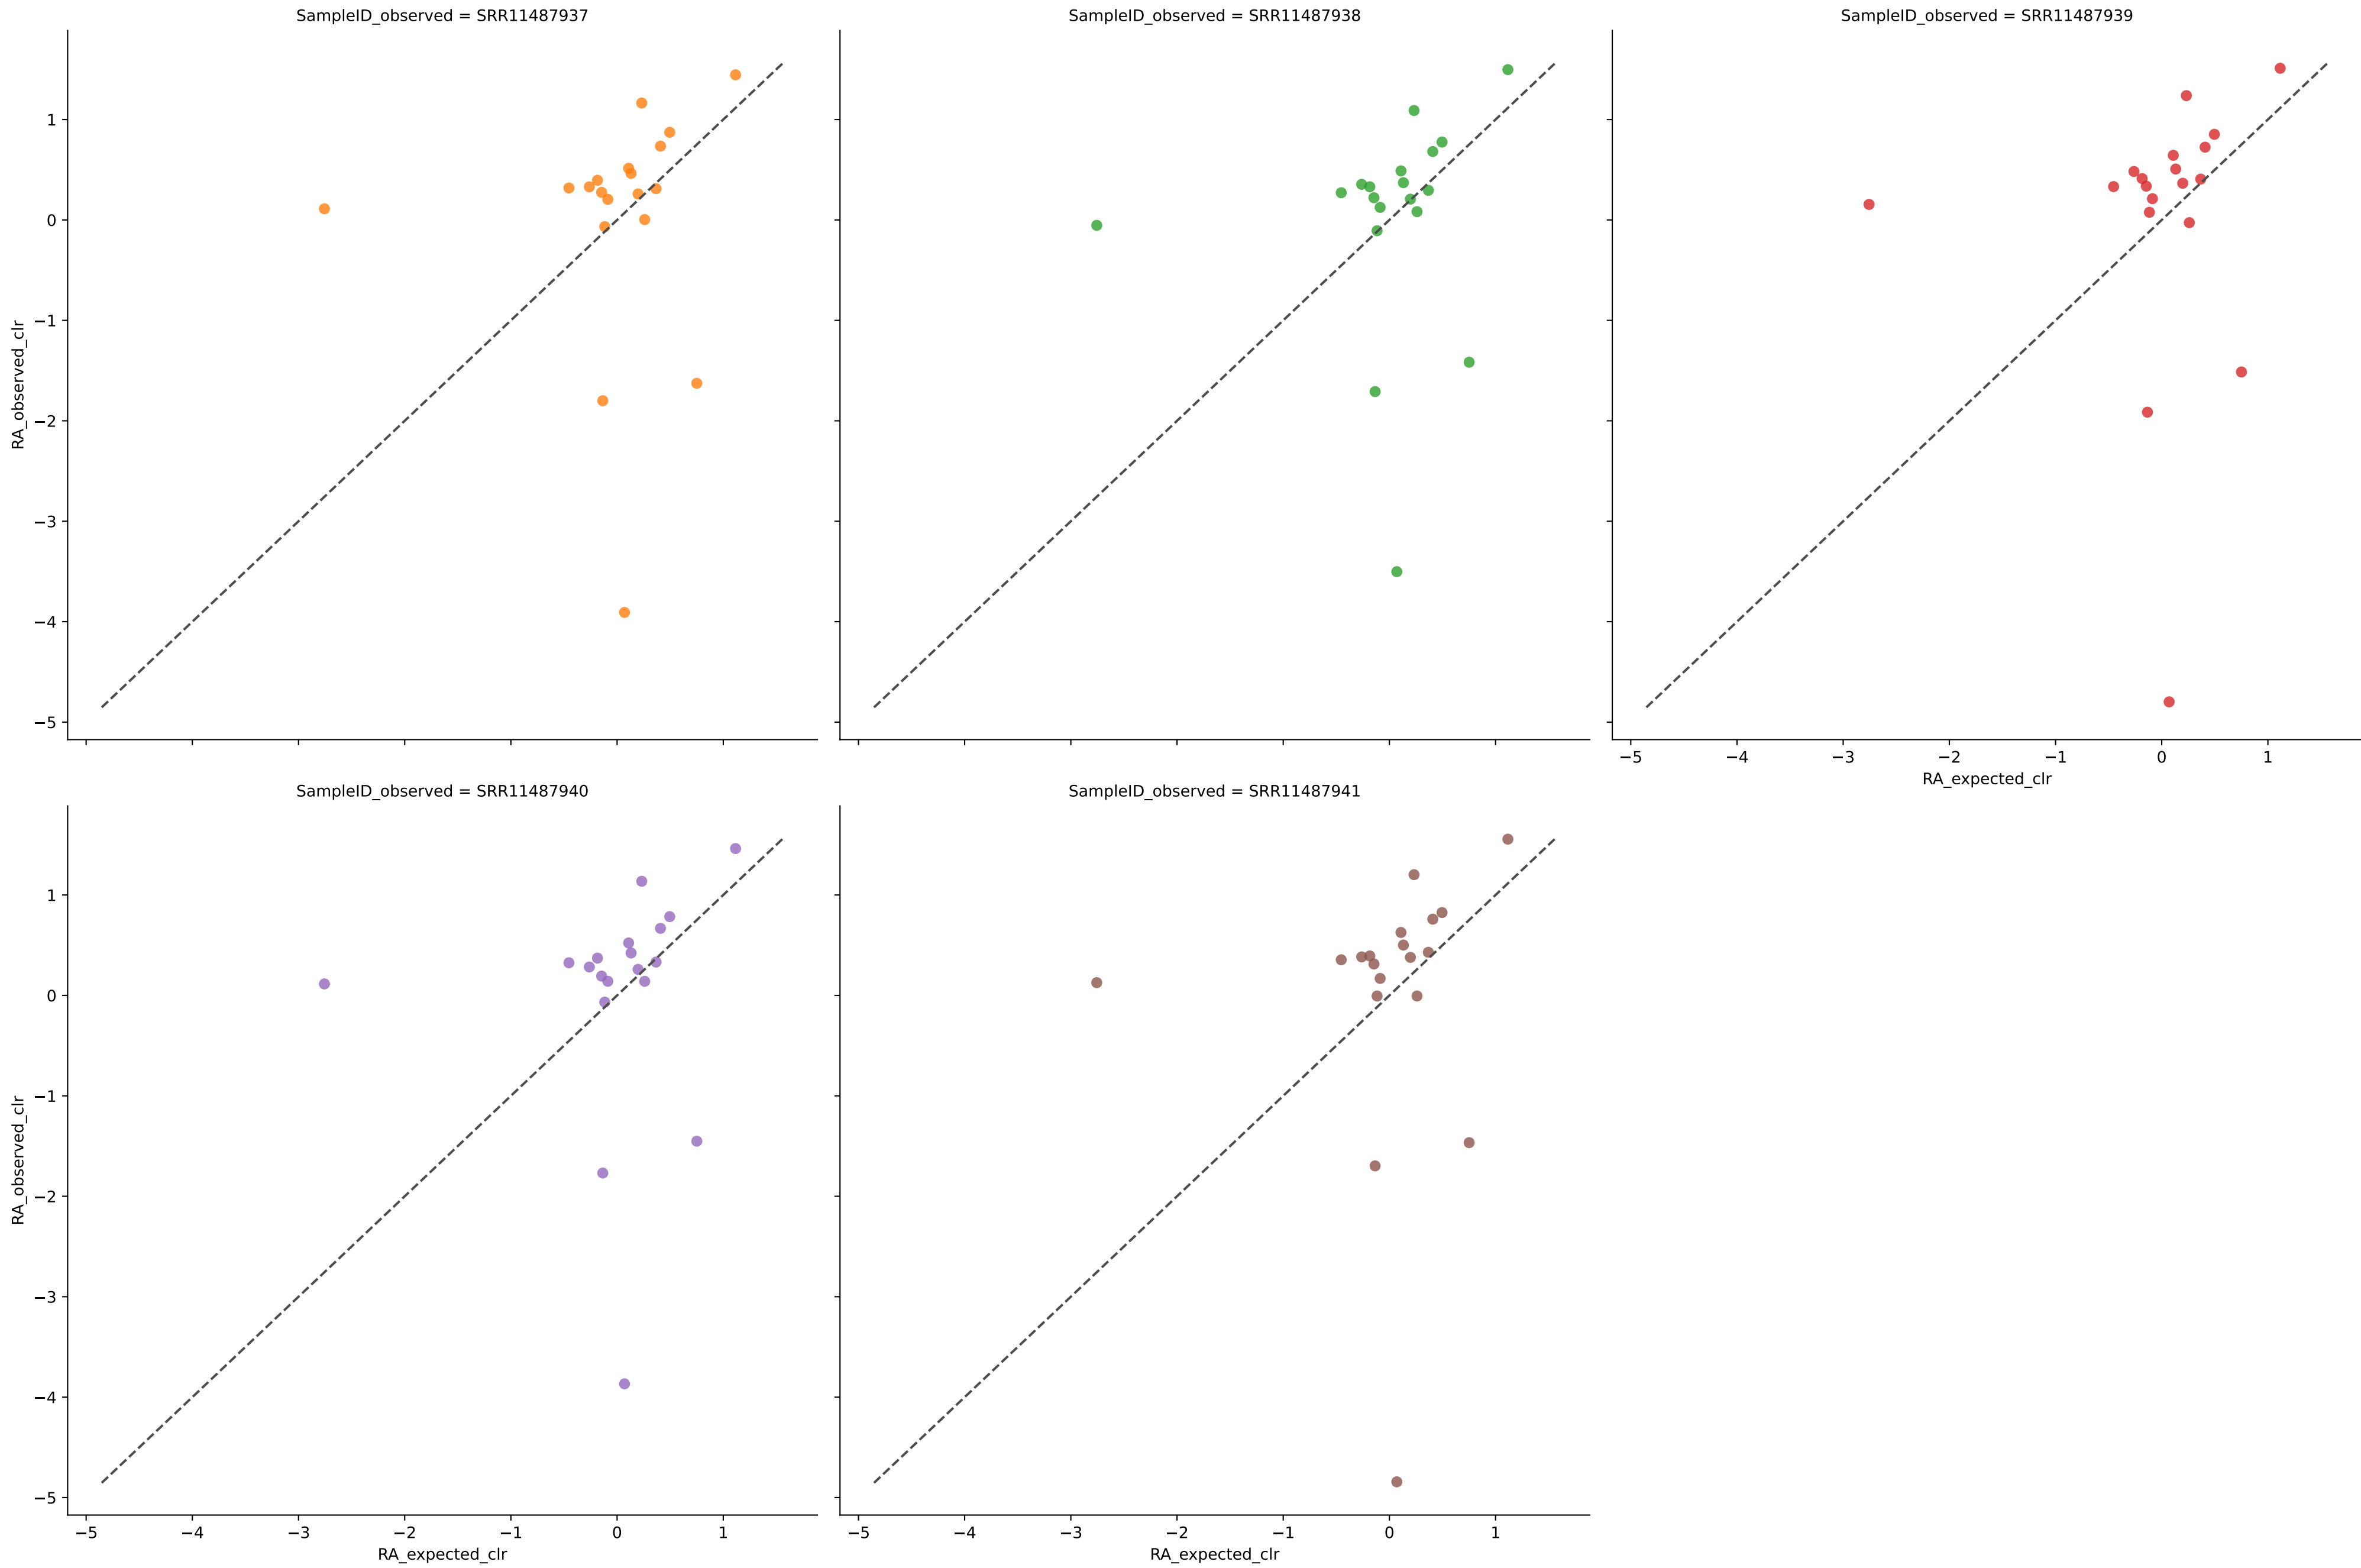 SampleID_observed = SRR11487937
SampleID_observed = SRR11487938
SampleID_observed = SRR11487939
RA_observed_clr
1
0
−1
−2
−3
−4
−5
−5 −4 −3 −2 −1 0 1
RA_expected_clr
SampleID_observed = SRR11487940
SampleID_observed = SRR11487941
RA_observed_clr
1
0
−1
−2
−3
−4
−5
−5 −4 −3 −2 −1 0 1
−5 −4 −3 −2 −1 0 1
RA_expected_clr
RA_expected_clr